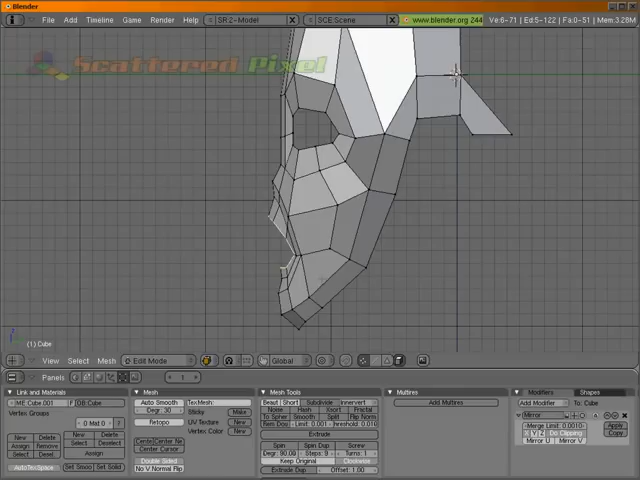 Blender
File Add Timeline Game Render Help SR:2-Model SCE:Scene www.blender.org 244 Ve:6-71 | Ed:5-122 | Fa:0-51 | Mem:3.28M
Scattered Pixel
(1) Cube
View Select Mesh Edit Mode Global
Panels 1
Link and Materials Mesh Mesh Tools Multires Modifiers Shapes
ME:Cube.001 F OB:Cube Auto Smooth TexMesh: Beaut Short Subdivide Innervert Add Multires Add Modifier To: Cube
Vertex Groups Degr: 30 Sticky Make Noise Hash Xsort Fractal Mirror
0 Mat 0 ? Retopo UV Texture New To Spher Smooth Split Flip Normal Merge Limit: 0.0010 Apply
New Delete New Delete Vertex Color New Rem Dou Limit: 0.001 Threshold: 0.010 X Y Z Do Clipping Copy
Assign Remove Select Deselect Extrude Mirror U Mirror V
Select Desel. Assign Center New Spin Spin Dup Screw
AutoTexSpace Set Smoo Set Solid Center Cursor Degr: 90.00 Steps: 9 Turns: 1
Double Sided Keep Original Clockwise
No V.Normal Flip Extrude Dup Offset: 1.00